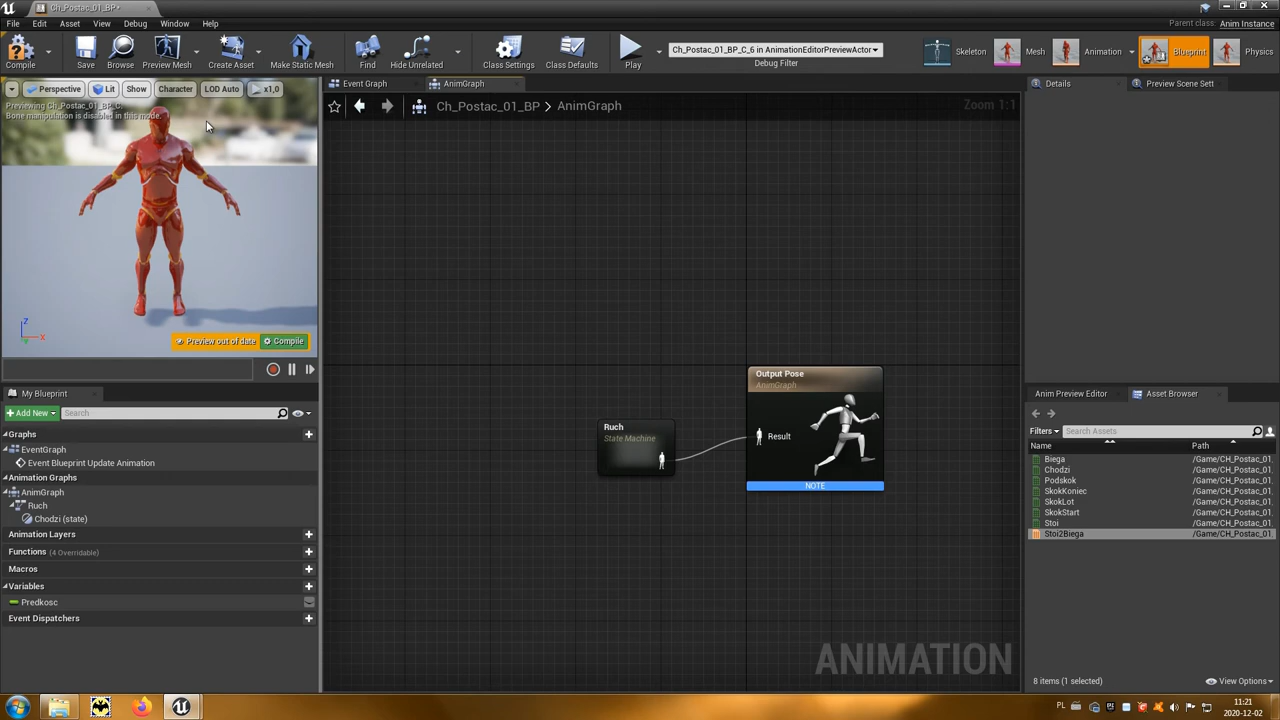 Ch_Postac_01_BP*
File Edit Asset View Debug Window Help
Parent class: Anim Instance
Compile
Save
Browse
Preview Mesh
Create Asset
Make Static Mesh
Find
Hide Unrelated
Class Settings
Class Defaults
Play
Ch_Postac_01_BP_C_6 in AnimationEditorPreviewActor
Debug Filter
Skeleton
Mesh
Animation
Blueprint
Physics
Perspective
Lit
Show
Character
LOD Auto
x1,0
Previewing Ch_Postac_01_BP_C.
Bone manipulation is disabled in this mode.
Z
X
Preview out of date
Compile
Event Graph
AnimGraph
Ch_Postac_01_BP > AnimGraph
Zoom 1:1
Ruch
State Machine
Output Pose
AnimGraph
Result
NOTE
ANIMATION
My Blueprint
+ Add New
Search
Graphs
EventGraph
Event Blueprint Update Animation
Animation Graphs
AnimGraph
Ruch
Chodzi (state)
Animation Layers
Functions (4 Overridable)
Macros
Variables
Predkosc
Event Dispatchers
Details
Preview Scene Sett
Anim Preview Editor
Asset Browser
Filters
Search Assets
Name Path
Biega /Game/CH_Postac_01
Chodzi /Game/CH_Postac_01
Podskok /Game/CH_Postac_01
SkokKoniec /Game/CH_Postac_01
SkokLot /Game/CH_Postac_01
SkokStart /Game/CH_Postac_01
Stoi /Game/CH_Postac_01
Stoi2Biega /Game/CH_Postac_01
8 items (1 selected)
View Options
PL
11:21
2020-12-02